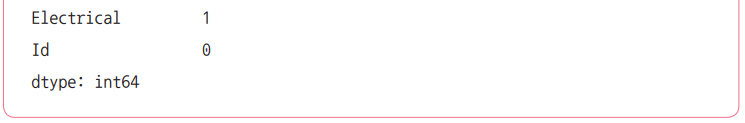 Electrical 1
Id 0
dtype: int64